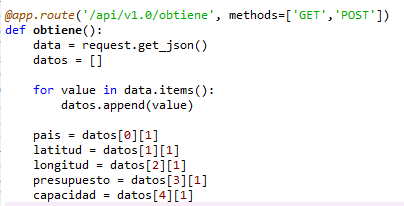 @app.route('/api/v1.0/obtiene', methods=['GET','POST'])
def obtiene():
    data = request.get_json()
    datos = []

    for value in data.items():
        datos.append(value)

    pais = datos[0][1]
    latitud = datos[1][1]
    longitud = datos[2][1]
    presupuesto = datos[3][1]
    capacidad = datos[4][1]